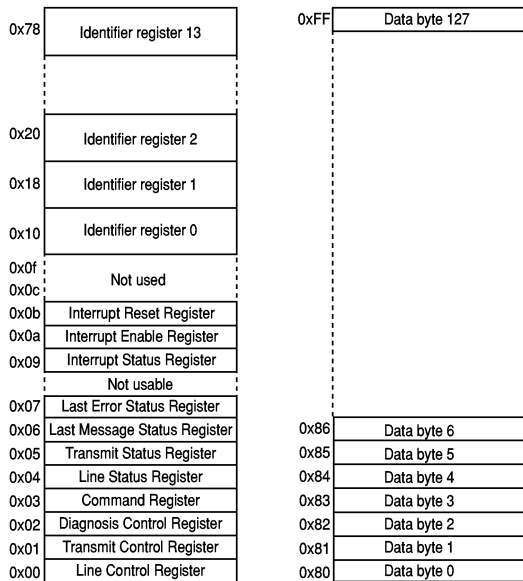 0x78 Identifier register 13
0x20 Identifier register 2
0x18 Identifier register 1
0x10 Identifier register 0
0x0f
Not used
0x0c
0x0b Interrupt Reset Register
0x0a Interrupt Enable Register
0x09 Interrupt Status Register
Not usable
0x07 Last Error Status Register
0x06 Last Message Status Register
0x05 Transmit Status Register
0x04 Line Status Register
0x03 Command Register
0x02 Diagnosis Control Register
0x01 Transmit Control Register
0x00 Line Control Register
0xFF Data byte 127
0x86 Data byte 6
0x85 Data byte 5
0x84 Data byte 4
0x83 Data byte 3
0x82 Data byte 2
0x81 Data byte 1
0x80 Data byte 0